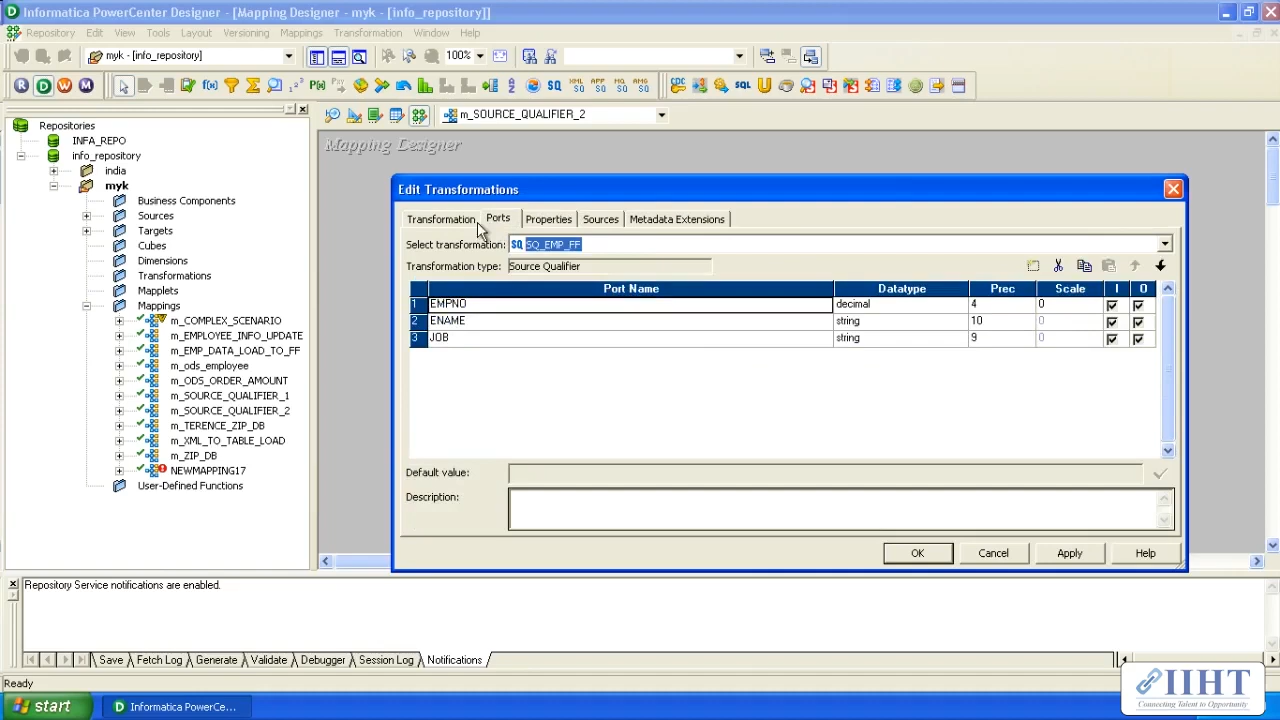 Informatica PowerCenter Designer - [Mapping Designer - myk - [info_repository]]
Repository Edit View Tools Layout Versioning Mappings Transformation Window Help
myk - [info_repository]
100%
m_SOURCE_QUALIFIER_2
Repositories
INFA_REPO
info_repository
india
myk
Business Components
Sources
Targets
Cubes
Dimensions
Transformations
Mapplets
Mappings
m_COMPLEX_SCENARIO
m_EMPLOYEE_INFO_UPDATE
m_EMP_DATA_LOAD_TO_FF
m_ods_employee
m_ODS_ORDER_AMOUNT
m_SOURCE_QUALIFIER_1
m_SOURCE_QUALIFIER_2
m_TERENCE_ZIP_DB
m_XML_TO_TABLE_LOAD
m_ZIP_DB
NEWMAPPING17
User-Defined Functions
Mapping Designer
Edit Transformations
Transformation Ports Properties Sources Metadata Extensions
Select transformation: SQ SQ_EMP_FF
Transformation type: Source Qualifier
Port Name Datatype Prec Scale I O
1 EMPNO decimal 4 0
2 ENAME string 10 0
3 JOB string 9 0
Default value:
Description:
OK Cancel Apply Help
Repository Service notifications are enabled.
Save Fetch Log Generate Validate Debugger Session Log Notifications
Ready
start Informatica PowerCe...
IIHT
Connecting Talent to Opportunity